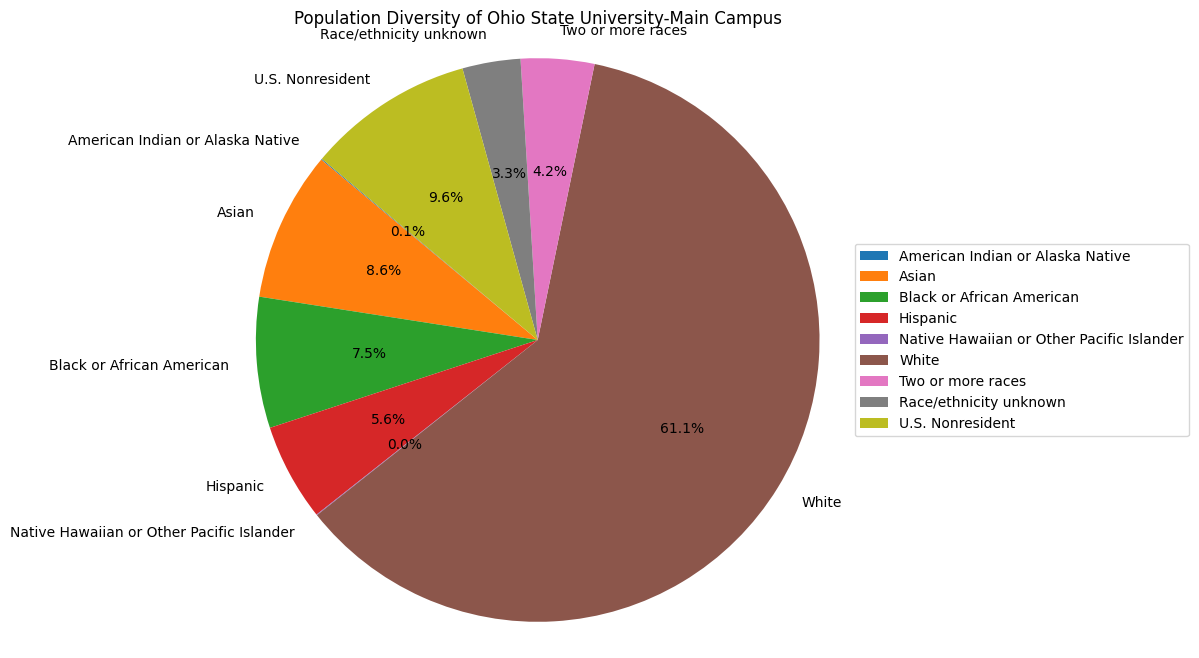 Population Diversity of Ohio State University-Main Campus
Race/ethnicity unknown
Two or more races
U.S. Nonresident
American Indian or Alaska Native
Asian
Black or African American
Hispanic
Native Hawaiian or Other Pacific Islander
White
4.2%
3.3%
9.6%
0.1%
8.6%
7.5%
5.6%
0.0%
61.1%
American Indian or Alaska Native
Asian
Black or African American
Hispanic
Native Hawaiian or Other Pacific Islander
White
Two or more races
Race/ethnicity unknown
U.S. Nonresident